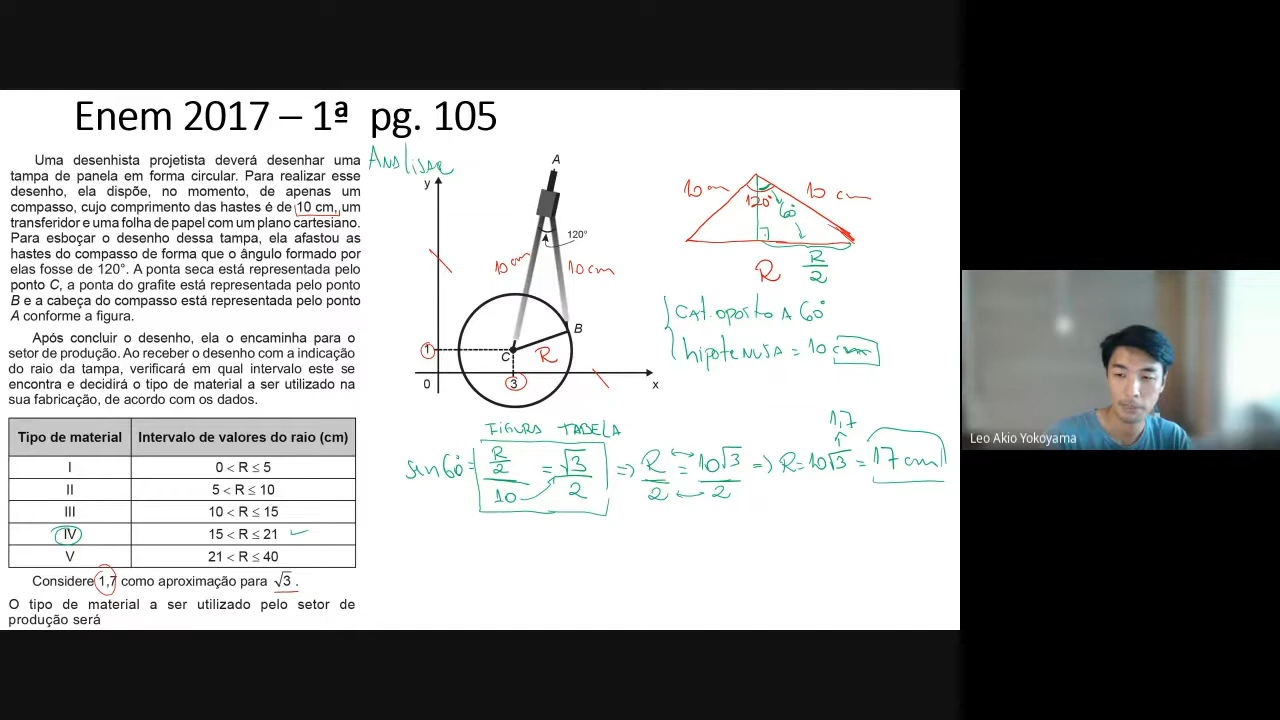 Enem 2017 – 1ª pg. 105
Uma desenhista projetista deverá desenhar uma
tampa de panela em forma circular. Para realizar esse
desenho, ela dispõe, no momento, de apenas um
compasso, cujo comprimento das hastes é de 10 cm, um
transferidor e uma folha de papel com um plano cartesiano.
Para esboçar o desenho dessa tampa, ela afastou as
hastes do compasso de forma que o ângulo formado por
elas fosse de 120°. A ponta seca está representada pelo
ponto C, a ponta do grafite está representada pelo ponto
B e a cabeça do compasso está representada pelo ponto
A conforme a figura.
Após concluir o desenho, ela o encaminha para o
setor de produção. Ao receber o desenho com a indicação
do raio da tampa, verificará em qual intervalo este se
encontra e decidirá o tipo de material a ser utilizado na
sua fabricação, de acordo com os dados.
Tipo de material Intervalo de valores do raio (cm)
I 0 < R ≤ 5
II 5 < R ≤ 10
III 10 < R ≤ 15
IV 15 < R ≤ 21 ✓
V 21 < R ≤ 40
Considere 1,7 como aproximação para √3 .
O tipo de material a ser utilizado pelo setor de
produção será
Analisar
A
y
120°
10 cm 10 cm
B
C R
1
0 3 x
10 cm 10 cm
120° 60°
R R/2
cat. oposto a 60°
hipotenusa = 10 cm
FIGURA TABELA
1,7
sin 60° = (R/2)/10 = √3/2 => R/2 = 10√3/2 => R = 10√3 = 17 cm
Leo Akio Yokoyama